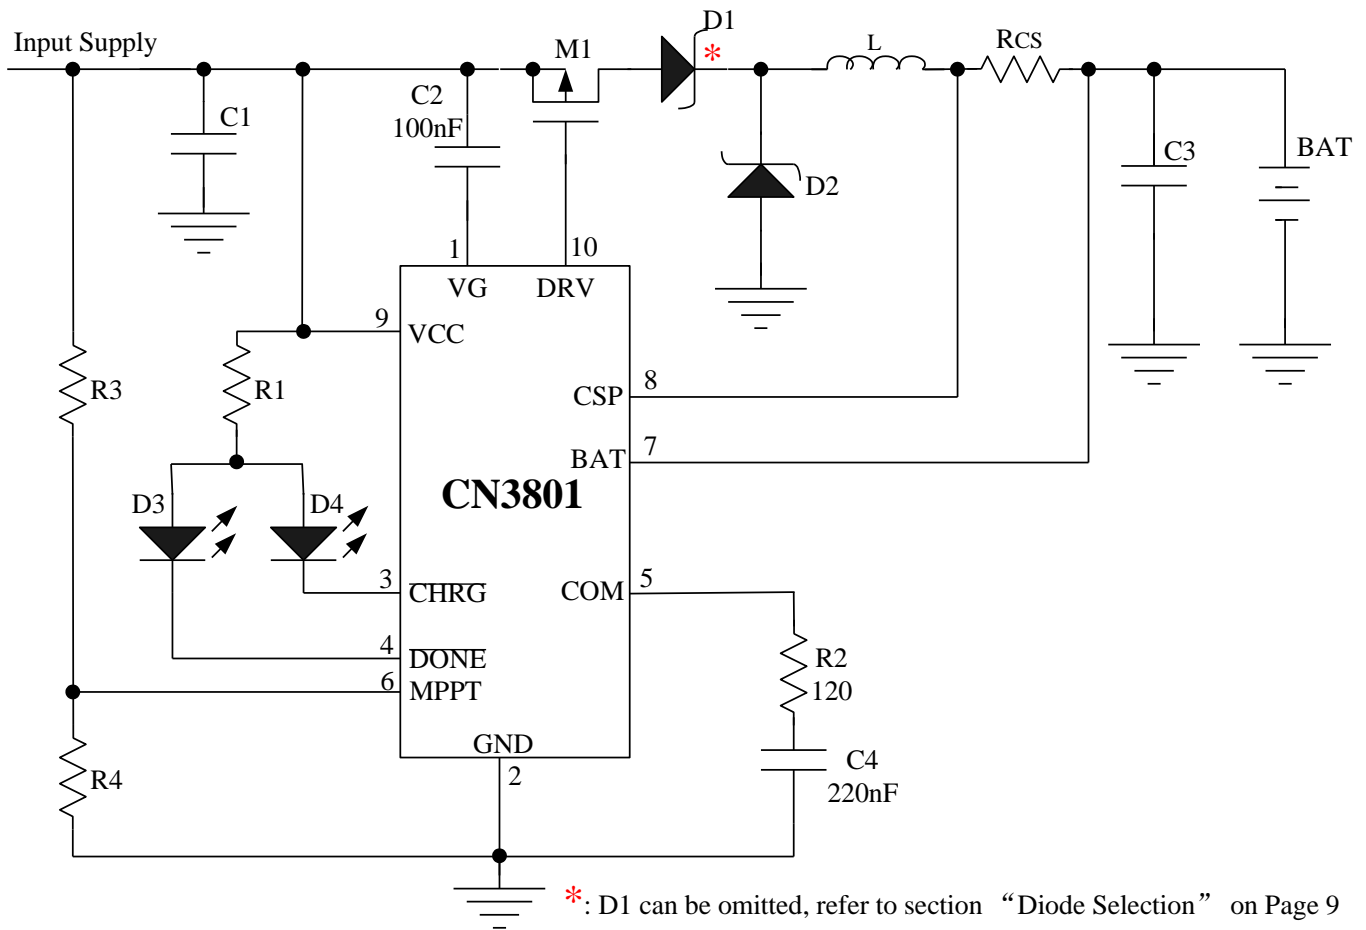 D1
Input Supply
M1
*
L
RCS
C2
100nF
C1
C3
BAT
D2
1
10
VG
DRV
9
VCC
R3
R1
8
CSP
7
BAT
CN3801
D3
D4
3
CHRG
5
COM
4
DONE
6
MPPT
R2
120
GND
2
R4
C4
220nF
*: D1 can be omitted, refer to section “Diode Selection” on Page 9